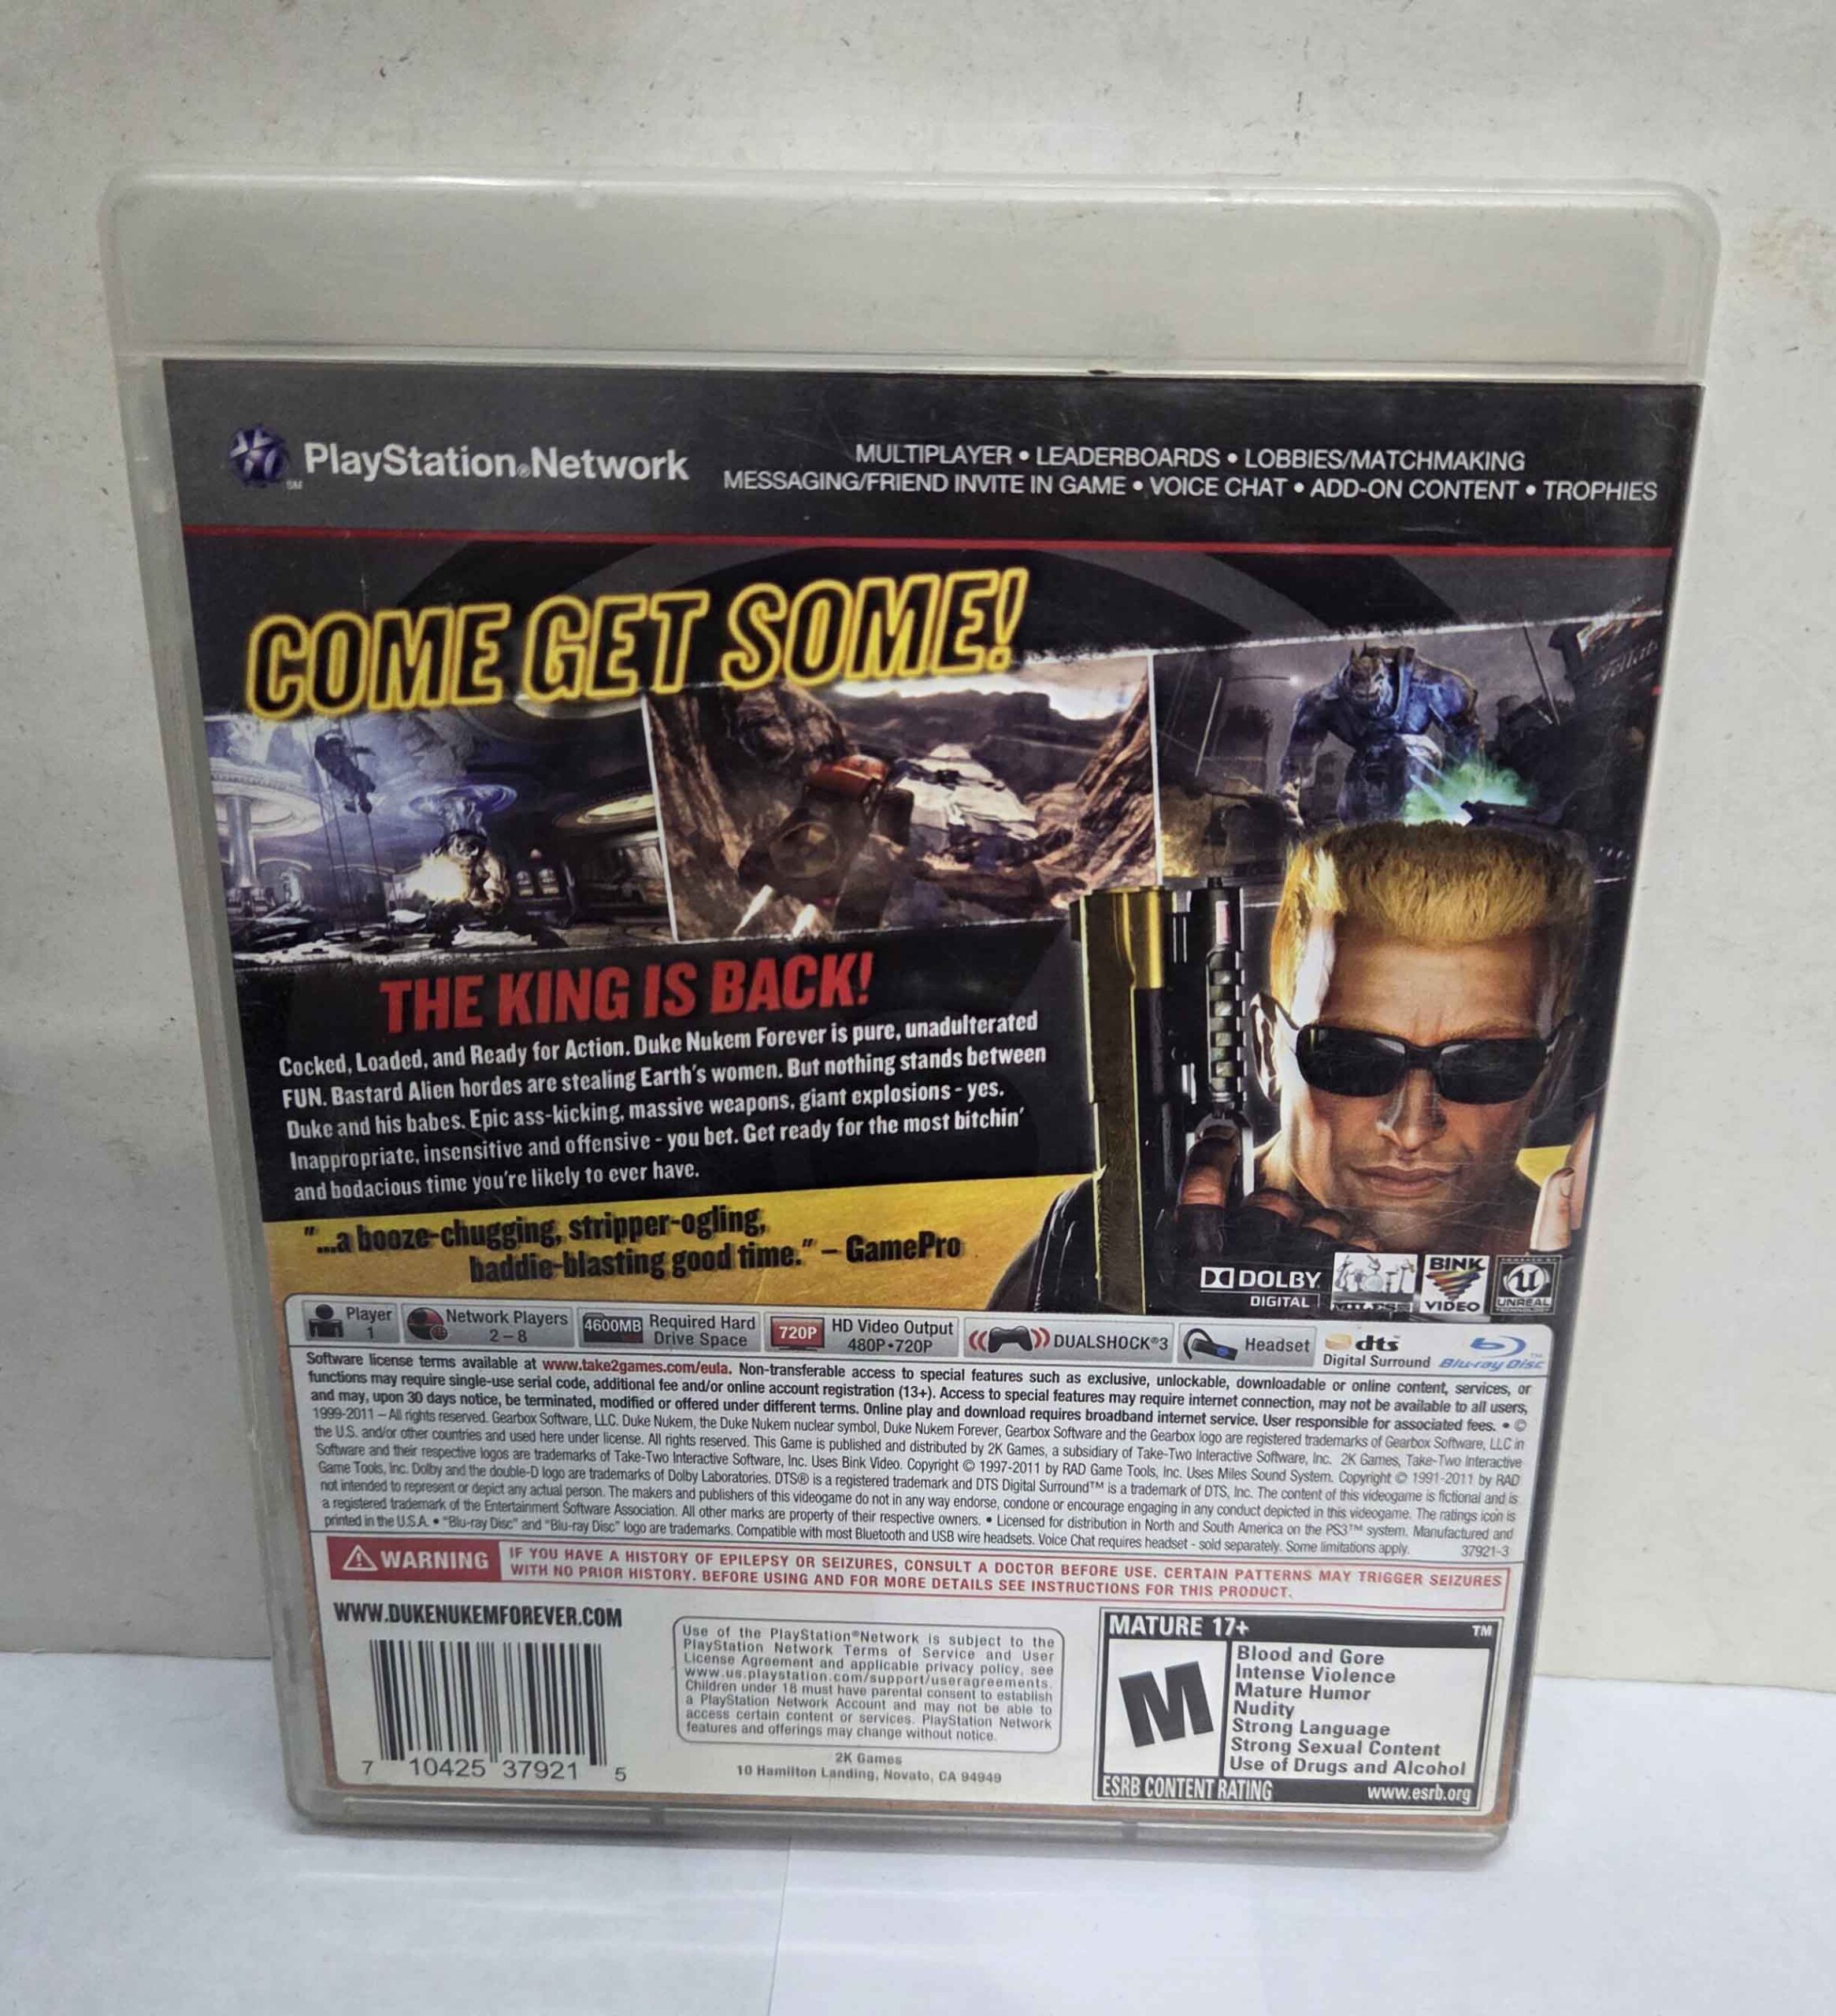 PlayStation®Network
SM
MULTIPLAYER • LEADERBOARDS • LOBBIES/MATCHMAKING
MESSAGING/FRIEND INVITE IN GAME • VOICE CHAT • ADD-ON CONTENT • TROPHIES
COME GET SOME!
THE KING IS BACK!
Cocked, Loaded, and Ready for Action. Duke Nukem Forever is pure, unadulterated
FUN. Bastard Alien hordes are stealing Earth's women. But nothing stands between
Duke and his babes. Epic ass-kicking, massive weapons, giant explosions - yes.
Inappropriate, insensitive and offensive - you bet. Get ready for the most bitchin'
and bodacious time you're likely to ever have.
"...a booze-chugging, stripper-ogling,
baddie-blasting good time." – GamePro
DOLBY
DIGITAL
MILES
BINK
VIDEO
UNREAL
TECHNOLOGY
Player
1
Network Players
2 – 8
4600MB
Required Hard
Drive Space
720P
HD Video Output
480P•720P
DUALSHOCK®3
Headset
dts
Digital Surround
Blu-ray Disc
Software license terms available at www.take2games.com/eula. Non-transferable access to special features such as exclusive, unlockable, downloadable or online content, services, or
functions may require single-use serial code, additional fee and/or online account registration (13+). Access to special features may require internet connection, may not be available to all users,
and may, upon 30 days notice, be terminated, modified or offered under different terms. Online play and download requires broadband internet service. User responsible for associated fees. • ©
1999-2011 – All rights reserved. Gearbox Software, LLC. Duke Nukem, the Duke Nukem nuclear symbol, Duke Nukem Forever, Gearbox Software and the Gearbox logo are registered trademarks of Gearbox Software, LLC in
the U.S. and/or other countries and used here under license. All rights reserved. This Game is published and distributed by 2K Games, a subsidiary of Take-Two Interactive Software, Inc. 2K Games, Take-Two Interactive
Software and their respective logos are trademarks of Take-Two Interactive Software, Inc. Uses Bink Video. Copyright © 1997-2011 by RAD Game Tools, Inc. Uses Miles Sound System. Copyright © 1991-2011 by RAD
Game Tools, Inc. Dolby and the double-D logo are trademarks of Dolby Laboratories. DTS® is a registered trademark and DTS Digital Surround™ is a trademark of DTS, Inc. The content of this videogame is fictional and is
not intended to represent or depict any actual person. The makers and publishers of this videogame do not in any way endorse, condone or encourage engaging in any conduct depicted in this videogame. The ratings icon is
a registered trademark of the Entertainment Software Association. All other marks are property of their respective owners. • Licensed for distribution in North and South America on the PS3™ system. Manufactured and
printed in the U.S.A. • "Blu-ray Disc" and "Blu-ray Disc" logo are trademarks. Compatible with most Bluetooth and USB wire headsets. Voice Chat requires headset - sold separately. Some limitations apply.
37921-3
WARNING
IF YOU HAVE A HISTORY OF EPILEPSY OR SEIZURES, CONSULT A DOCTOR BEFORE USE. CERTAIN PATTERNS MAY TRIGGER SEIZURES
WITH NO PRIOR HISTORY. BEFORE USING AND FOR MORE DETAILS SEE INSTRUCTIONS FOR THIS PRODUCT.
WWW.DUKENUKEMFOREVER.COM
7 10425 37921 5
Use of the PlayStation®Network is subject to the
PlayStation Network Terms of Service and User
License Agreement and applicable privacy policy, see
www.us.playstation.com/support/useragreements.
Children under 18 must have parental consent to establish
a PlayStation Network Account and may not be able to
access certain content or services. PlayStation Network
features and offerings may change without notice.
2K Games
10 Hamilton Landing, Novato, CA 94949
MATURE 17+
TM
M
Blood and Gore
Intense Violence
Mature Humor
Nudity
Strong Language
Strong Sexual Content
Use of Drugs and Alcohol
ESRB CONTENT RATING
www.esrb.org